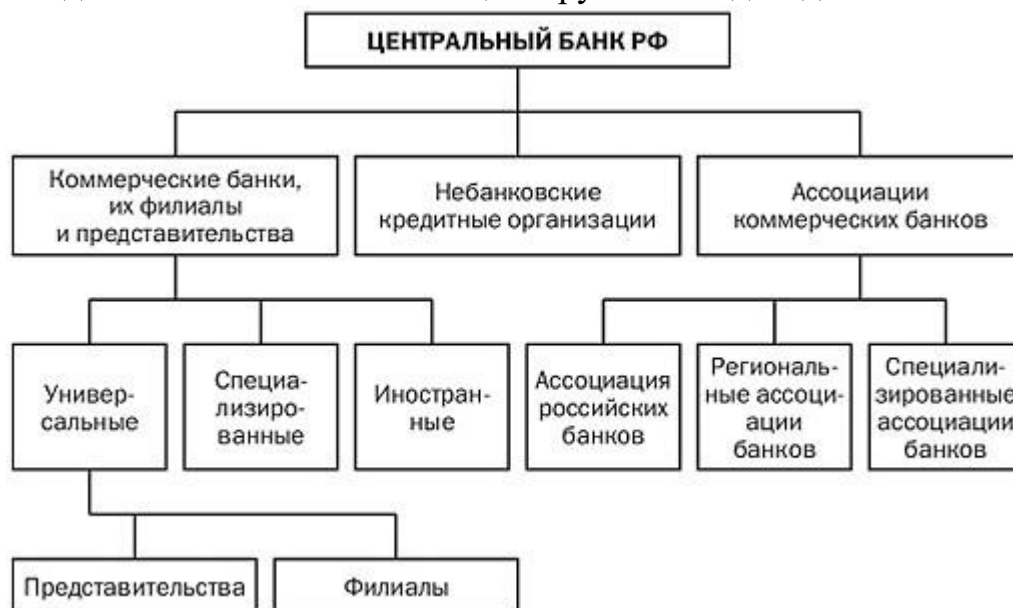 ЦЕНТРАЛЬНЫЙ БАНК РФ
Коммерческие банки,
их филиалы
и представительства
Небанковские
кредитные организации
Ассоциации
коммерческих банков
Универ-
сальные
Специа-
лизиро-
ванные
Иностран-
ные
Ассоциация
российских
банков
Региональ-
ные ассоци-
ации
банков
Специали-
зированные
ассоциации
банков
Представительства
Филиалы